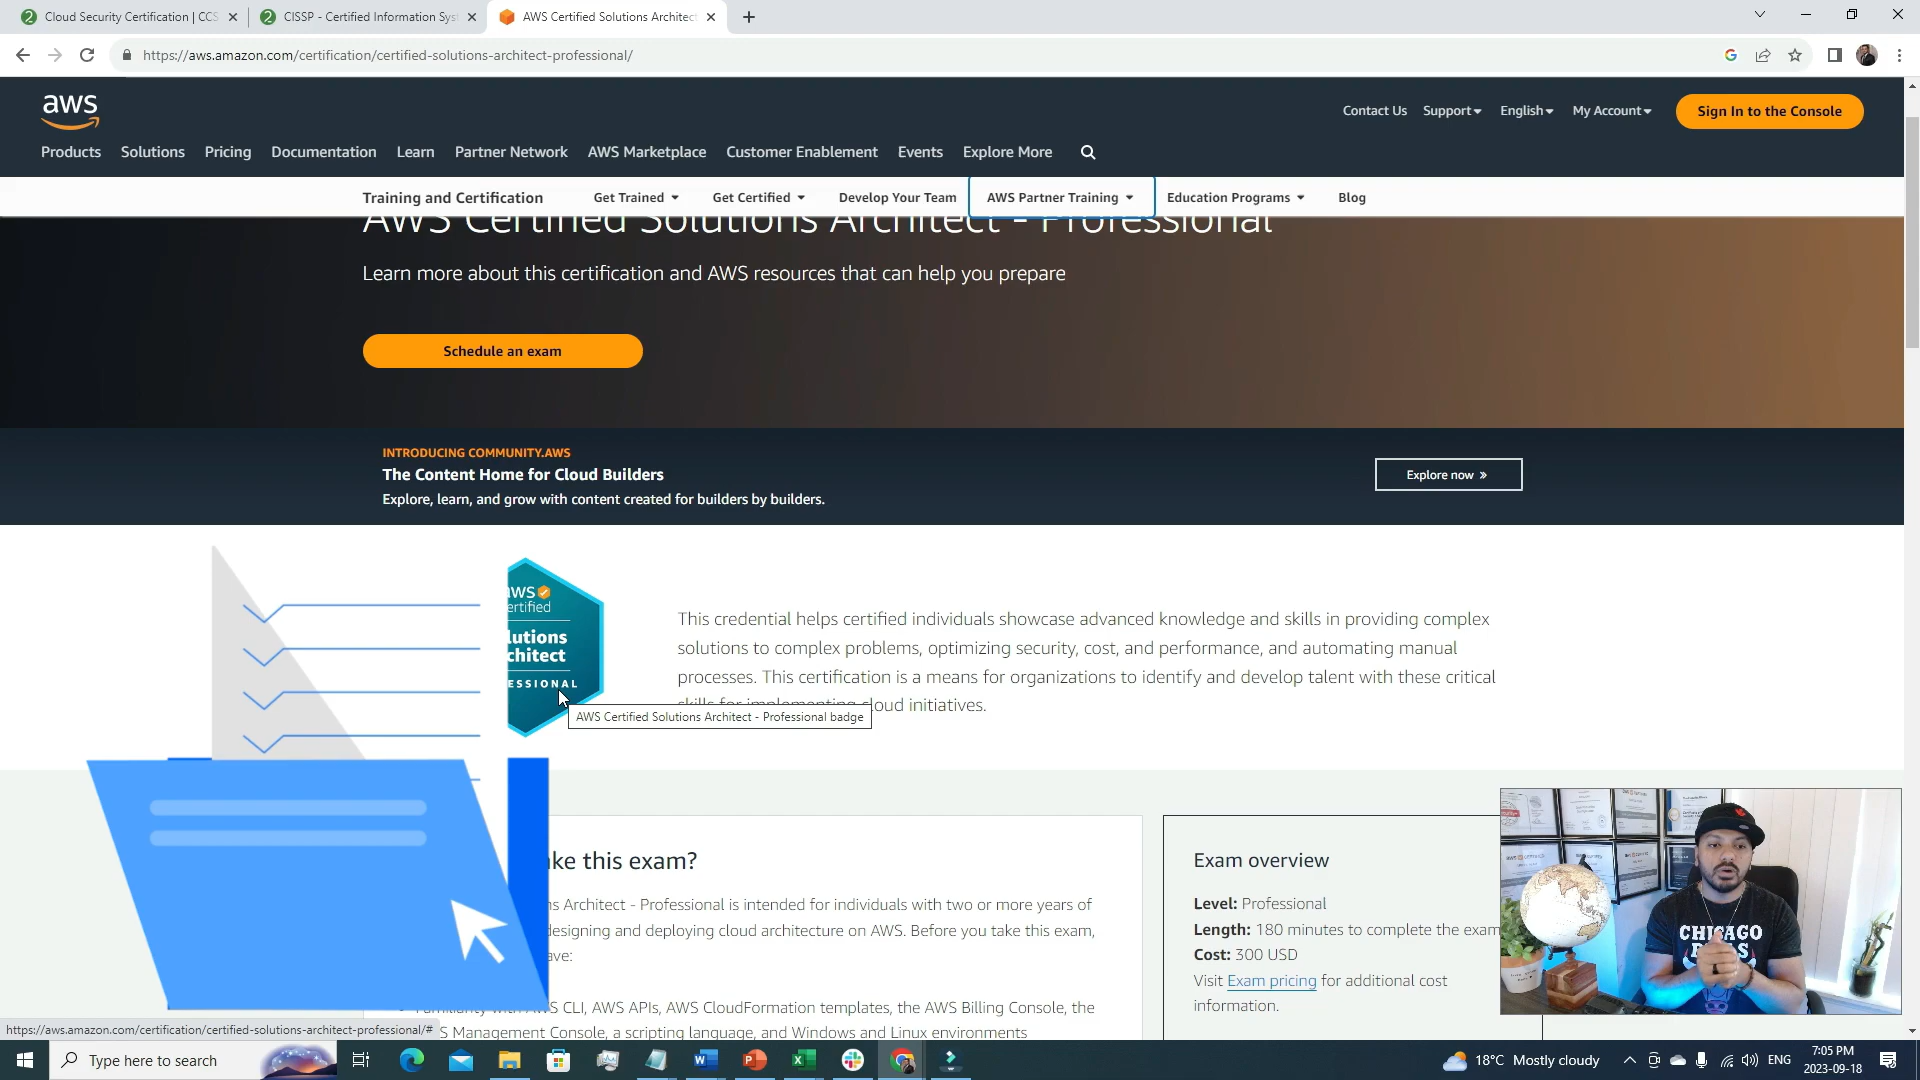 Cloud Security Certification | CCS
CISSP - Certified Information Syst
AWS Certified Solutions Architect
https://aws.amazon.com/certification/certified-solutions-architect-professional/
aws
Contact Us
Support
English
My Account
Sign In to the Console
Products
Solutions
Pricing
Documentation
Learn
Partner Network
AWS Marketplace
Customer Enablement
Events
Explore More
Training and Certification
Get Trained
Get Certified
Develop Your Team
AWS Partner Training
Education Programs
Blog
AWS Certified Solutions Architect - Professional
Learn more about this certification and AWS resources that can help you prepare
Schedule an exam
INTRODUCING COMMUNITY.AWS
The Content Home for Cloud Builders
Explore, learn, and grow with content created for builders by builders.
Explore now »
aws
ertified
lutions
chitect
ESSIONAL
This credential helps certified individuals showcase advanced knowledge and skills in providing complex
solutions to complex problems, optimizing security, cost, and performance, and automating manual
processes. This certification is a means for organizations to identify and develop talent with these critical
skills for implementing cloud initiatives.
AWS Certified Solutions Architect - Professional badge
ke this exam?
ns Architect - Professional is intended for individuals with two or more years of
designing and deploying cloud architecture on AWS. Before you take this exam,
ave:
Familiarity with AWS CLI, AWS APIs, AWS CloudFormation templates, the AWS Billing Console, the
S Management Console, a scripting language, and Windows and Linux environments
Exam overview
Level: Professional
Length: 180 minutes to complete the exam
Cost: 300 USD
Visit Exam pricing for additional cost
information.
CHICAGO
BULLS
https://aws.amazon.com/certification/certified-solutions-architect-professional/#
Type here to search
18°C Mostly cloudy
ENG
7:05 PM
2023-09-18